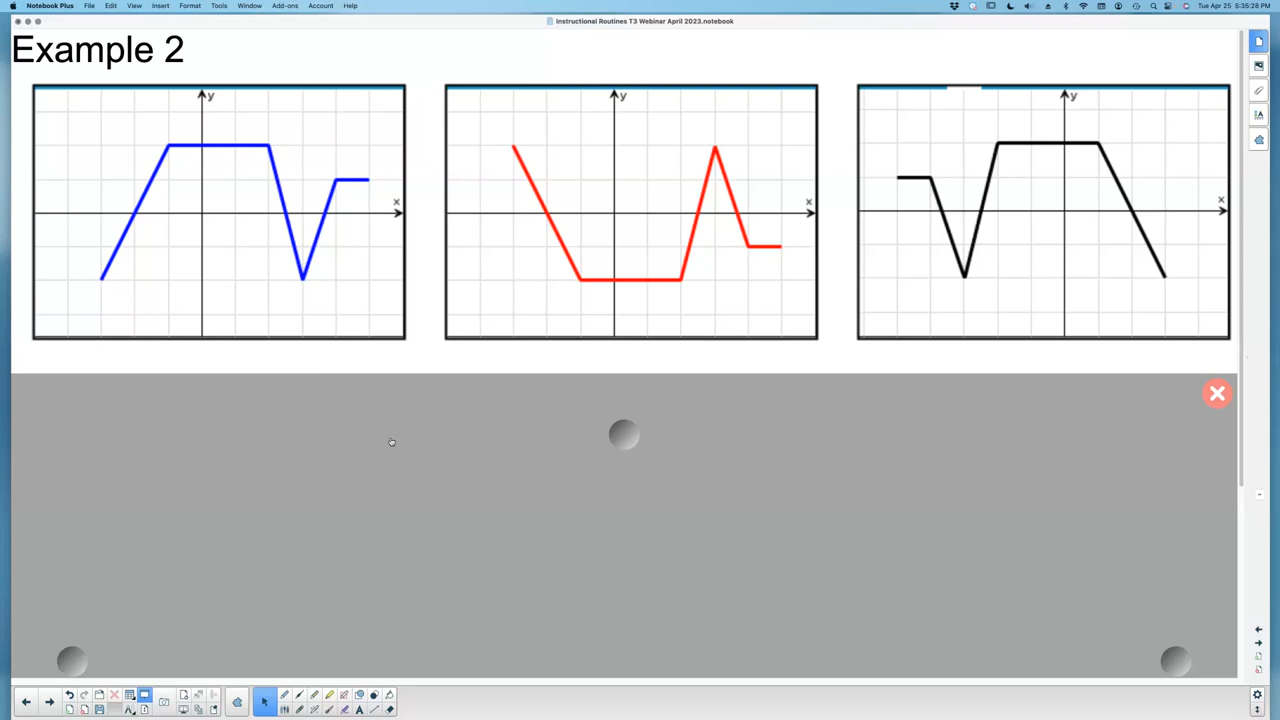 Notebook Plus File Edit View Insert Format Tools Window Add-ons Account Help Tue Apr 25 5:35:28 PM
Instructional Routines T3 Webinar April 2023.notebook
Example 2
y y y
x x x